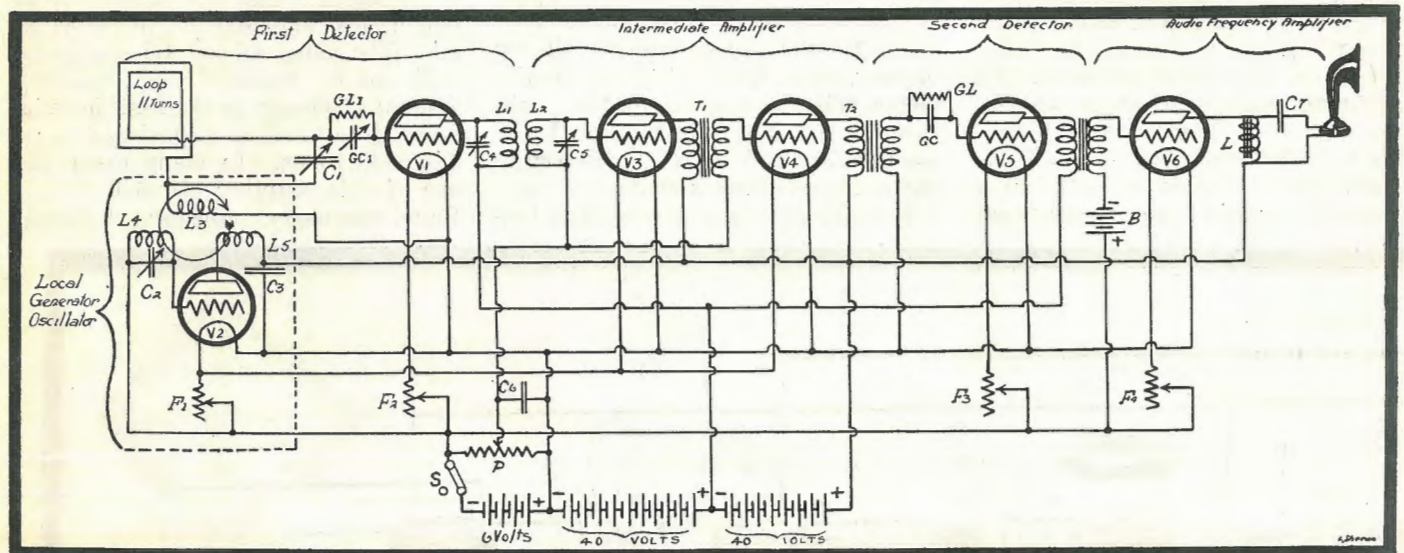 First Detector
Intermediate Amplifier
Second Detector
Audio Frequency Amplifier
Loop
11 Turns
GL1
GC1
C1
V1
C4
L1
L2
C5
V3
T1
V4
T2
GL
GC
V5
V6
L
C7
B
-
+
L4
L3
L5
C2
C3
V2
Local
Generator
Oscillator
F1
F2
C6
P
S
F3
F4
- +
6 Volts
- +
40 VOLTS
- +
40 VOLTS